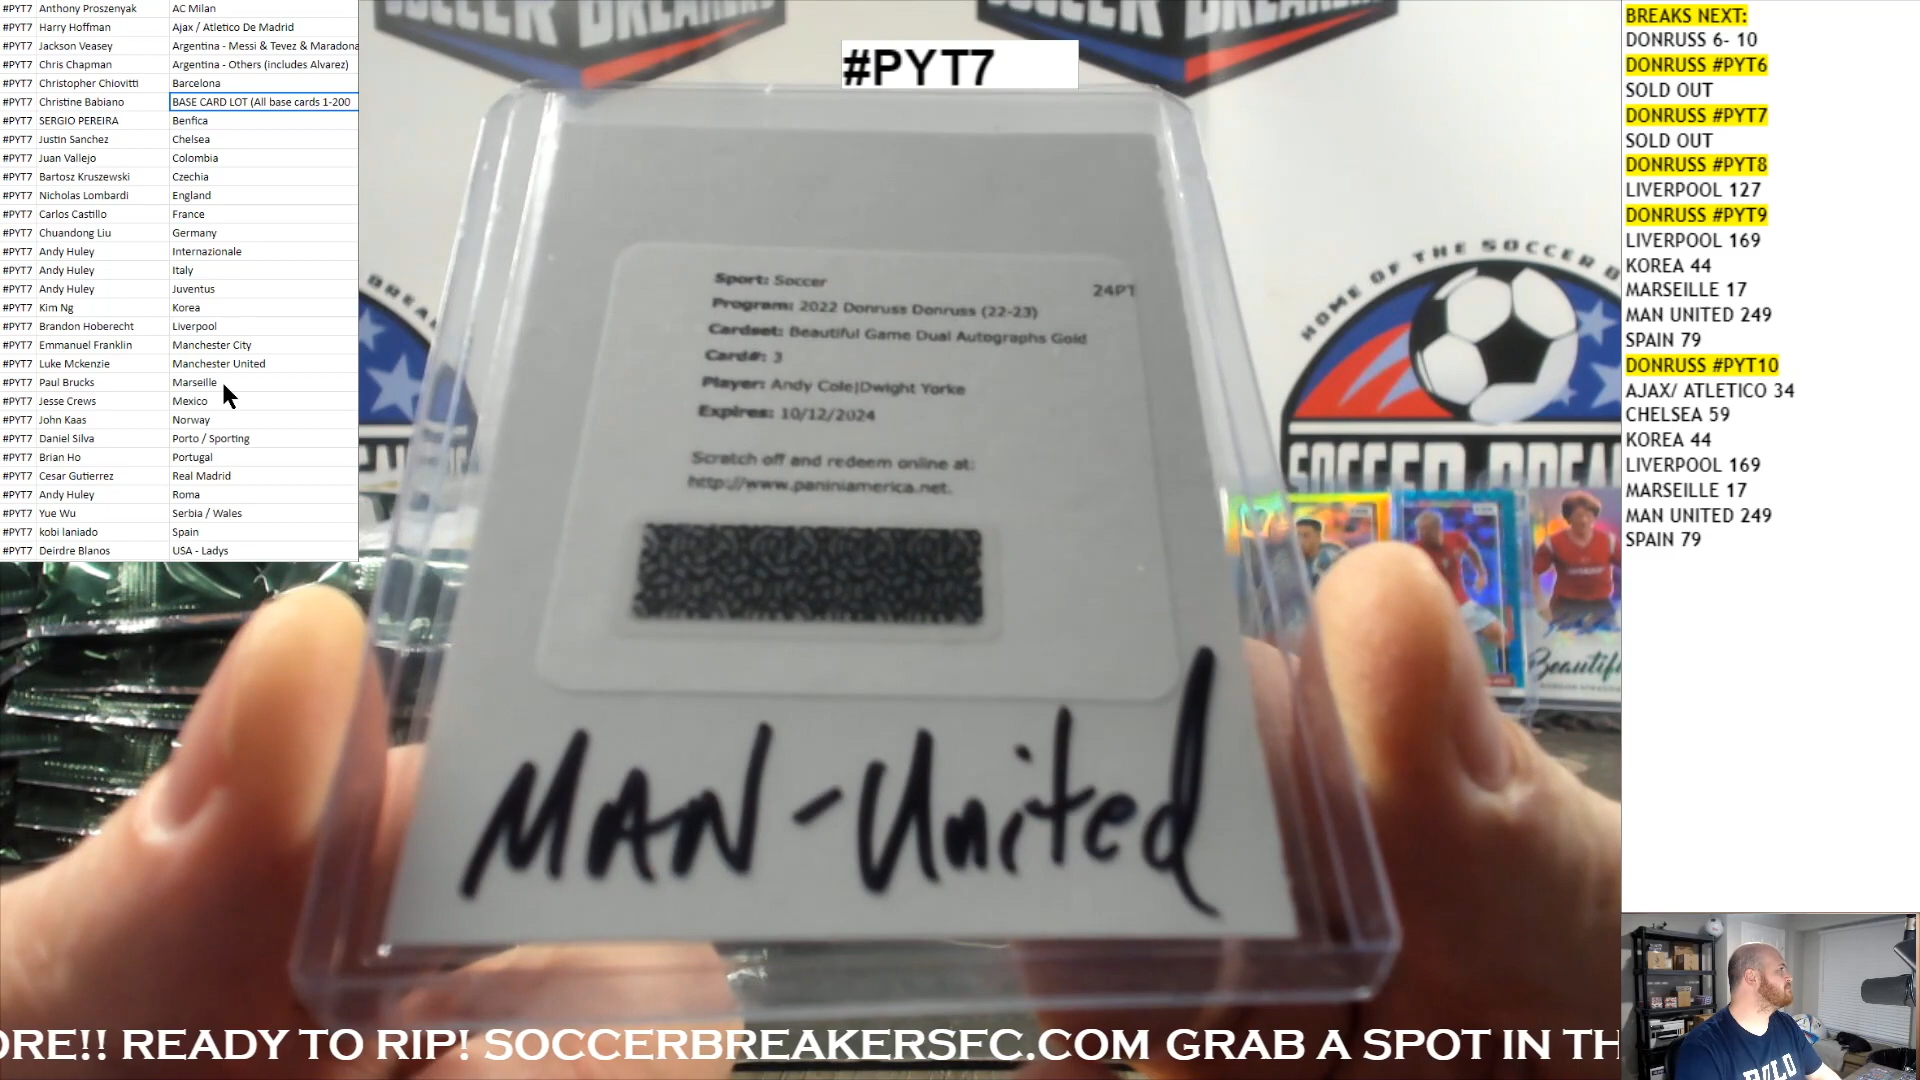 #PYT7 Anthony Proszenyak AC Milan
#PYT7 Harry Hoffman Ajax / Atletico De Madrid
#PYT7 Jackson Veasey Argentina - Messi & Tevez & Maradona
#PYT7 Chris Chapman Argentina - Others (includes Alvarez)
#PYT7 Christopher Chiovitti Barcelona
#PYT7 Christine Babiano BASE CARD LOT (All base cards 1-200
#PYT7 SERGIO PEREIRA Benfica
#PYT7 Justin Sanchez Chelsea
#PYT7 Juan Vallejo Colombia
#PYT7 Bartosz Kruszewski Czechia
#PYT7 Nicholas Lombardi England
#PYT7 Carlos Castillo France
#PYT7 Chuandong Liu Germany
#PYT7 Andy Huley Internazionale
#PYT7 Andy Huley Italy
#PYT7 Andy Huley Juventus
#PYT7 Kim Ng Korea
#PYT7 Brandon Hoberecht Liverpool
#PYT7 Emmanuel Franklin Manchester City
#PYT7 Luke Mckenzie Manchester United
#PYT7 Paul Brucks Marseille
#PYT7 Jesse Crews Mexico
#PYT7 John Kaas Norway
#PYT7 Daniel Silva Porto / Sporting
#PYT7 Brian Ho Portugal
#PYT7 Cesar Gutierrez Real Madrid
#PYT7 Andy Huley Roma
#PYT7 Yue Wu Serbia / Wales
#PYT7 kobi laniado Spain
#PYT7 Deirdre Blanos USA - Ladys
SOCCER BREAKERS
#PYT7
Sport: Soccer
24PT
Program: 2022 Donruss Donruss (22-23)
Cardset: Beautiful Game Dual Autographs Gold
Card#: 3
Player: Andy Cole|Dwight Yorke
Expires: 10/12/2024
Scratch off and redeem online at:
http://www.paniniamerica.net.
MAN-United
HOME OF THE SOCCER B
SOCCER BREA
Beautif
BREAKS NEXT:
DONRUSS 6- 10
DONRUSS #PYT6
SOLD OUT
DONRUSS #PYT7
SOLD OUT
DONRUSS #PYT8
LIVERPOOL 127
DONRUSS #PYT9
LIVERPOOL 169
KOREA 44
MARSEILLE 17
MAN UNITED 249
SPAIN 79
DONRUSS #PYT10
AJAX/ ATLETICO 34
CHELSEA 59
KOREA 44
LIVERPOOL 169
MARSEILLE 17
MAN UNITED 249
SPAIN 79
ORE!! READY TO RIP! SOCCERBREAKERSFC.COM GRAB A SPOT IN TH